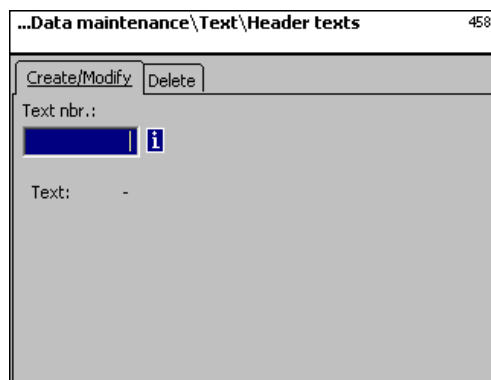 ...Data maintenance\Text\Header texts 458
Create/Modify Delete
Text nbr.:
i
Text: -